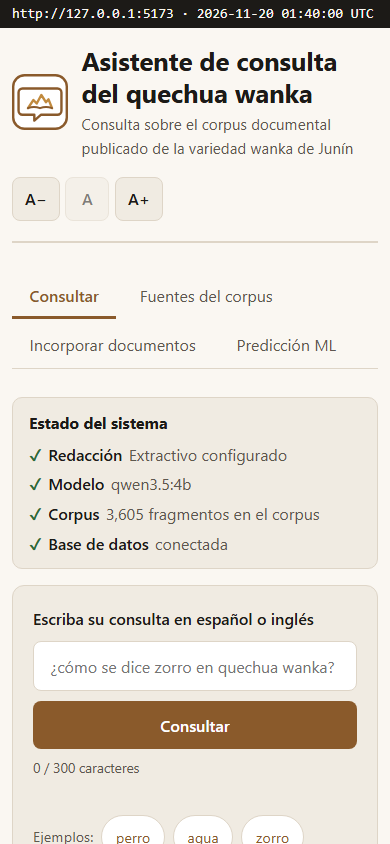 http://127.0.0.1:5173 · 2026-11-20 01:40:00 UTC
Asistente de consulta
del quechua wanka
Consulta sobre el corpus documental
publicado de la variedad wanka de Junín
A− A A+
Consultar Fuentes del corpus
Incorporar documentos Predicción ML
Estado del sistema
✓ Redacción Extractivo configurado
✓ Modelo qwen3.5:4b
✓ Corpus 3,605 fragmentos en el corpus
✓ Base de datos conectada
Escriba su consulta en español o inglés
¿cómo se dice zorro en quechua wanka?
Consultar
0 / 300 caracteres
Ejemplos: perro agua zorro